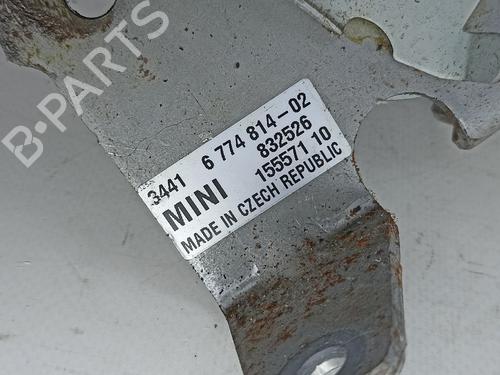 B-PARTS
3441 6 774 814-02
832526
MINI 155571 10
MADE IN CZECH REPUBLIC